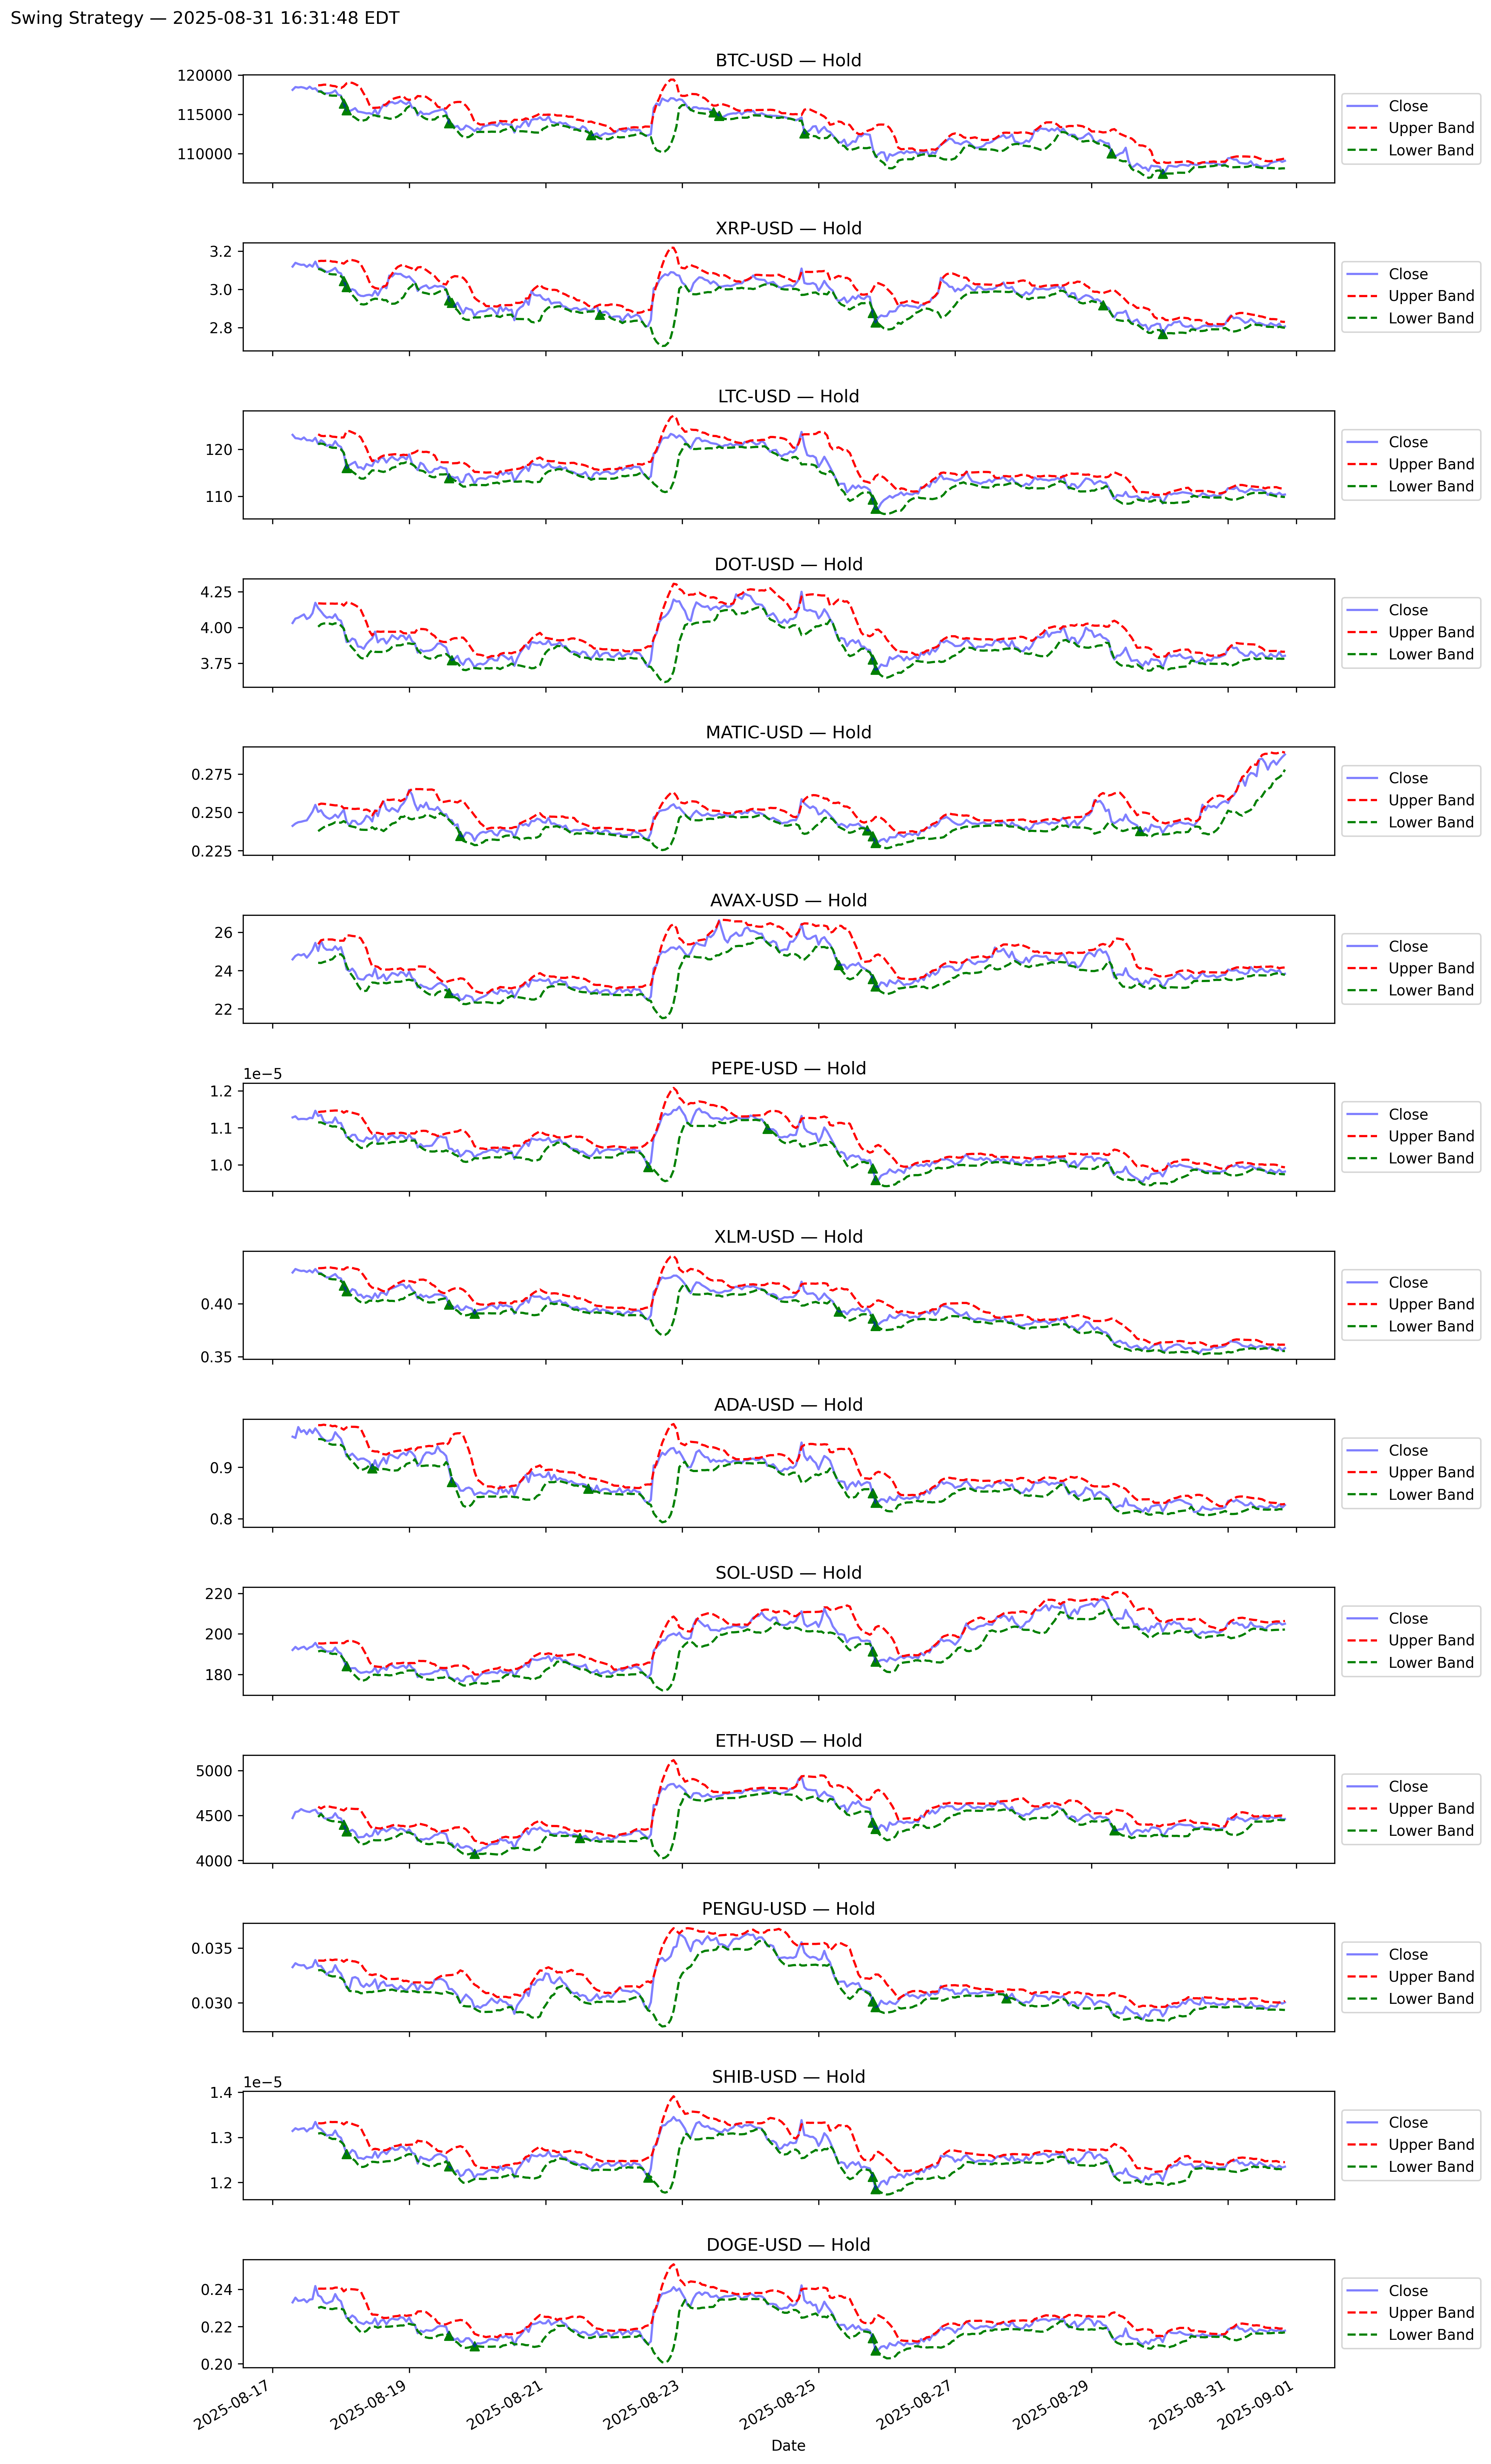 Swing Strategy — 2025-08-31 16:31:48 EDT
BTC-USD — Hold
120000
115000
110000
Close
Upper Band
Lower Band
XRP-USD — Hold
3.2
3.0
2.8
Close
Upper Band
Lower Band
LTC-USD — Hold
120
110
Close
Upper Band
Lower Band
DOT-USD — Hold
4.25
4.00
3.75
Close
Upper Band
Lower Band
MATIC-USD — Hold
0.275
0.250
0.225
Close
Upper Band
Lower Band
AVAX-USD — Hold
26
24
22
Close
Upper Band
Lower Band
PEPE-USD — Hold
1e−5
1.2
1.1
1.0
Close
Upper Band
Lower Band
XLM-USD — Hold
0.40
0.35
Close
Upper Band
Lower Band
ADA-USD — Hold
0.9
0.8
Close
Upper Band
Lower Band
SOL-USD — Hold
220
200
180
Close
Upper Band
Lower Band
ETH-USD — Hold
5000
4500
4000
Close
Upper Band
Lower Band
PENGU-USD — Hold
0.035
0.030
Close
Upper Band
Lower Band
SHIB-USD — Hold
1e−5
1.4
1.3
1.2
Close
Upper Band
Lower Band
DOGE-USD — Hold
0.24
0.22
0.20
Close
Upper Band
Lower Band
2025-08-17
2025-08-19
2025-08-21
2025-08-23
2025-08-25
2025-08-27
2025-08-29
2025-08-31
2025-09-01
Date